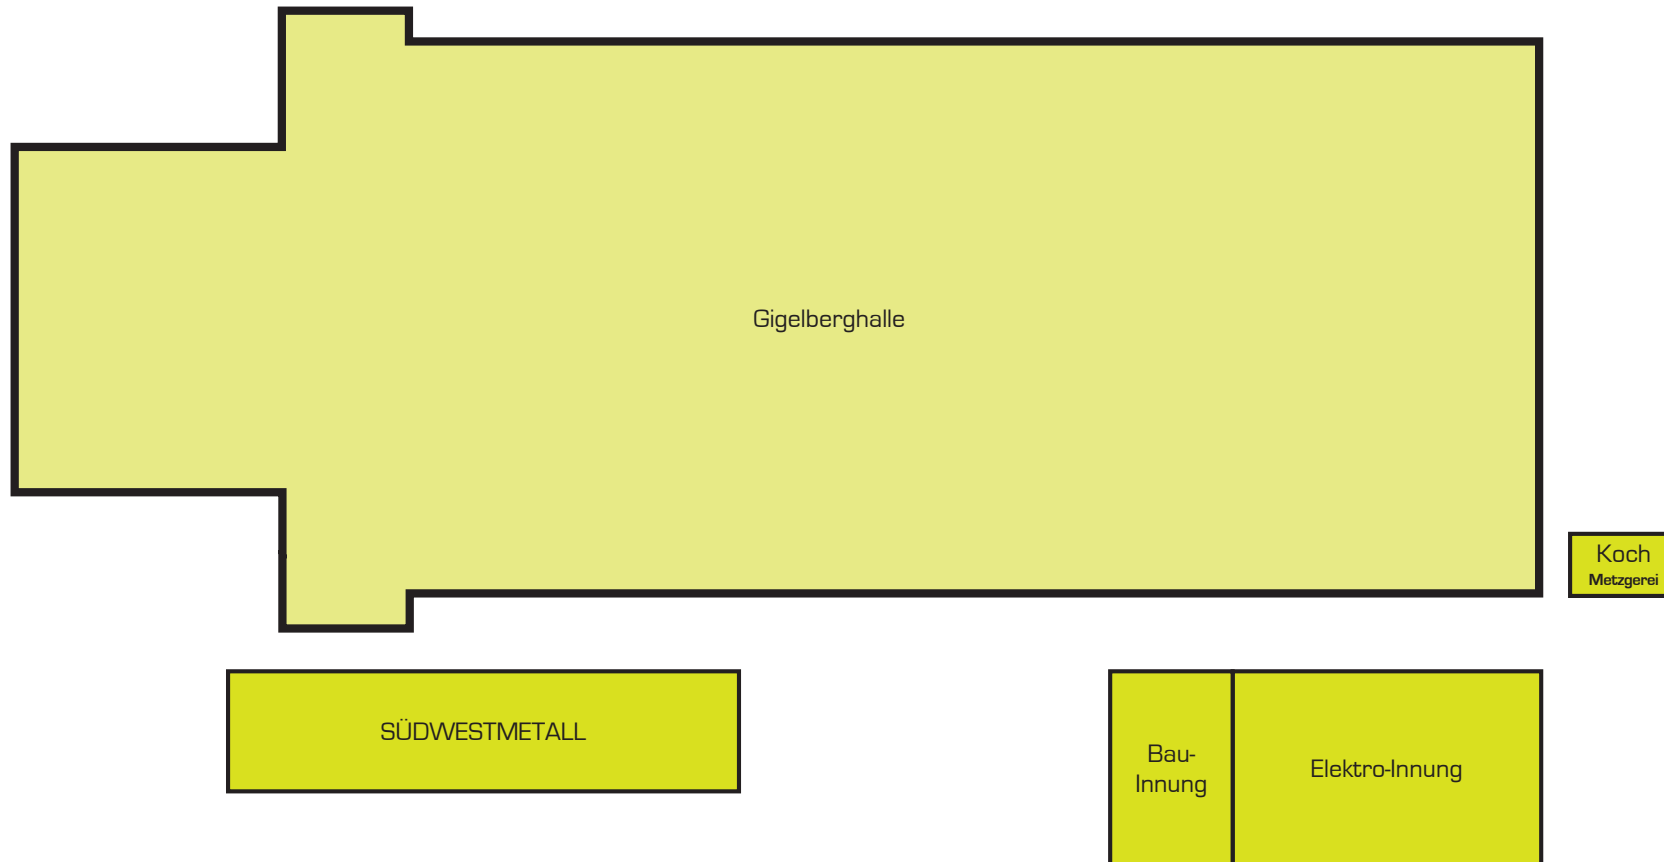 Gigelberghalle
Koch
Metzgerei
SÜDWESTMETALL
Bau-
Innung
Elektro-Innung